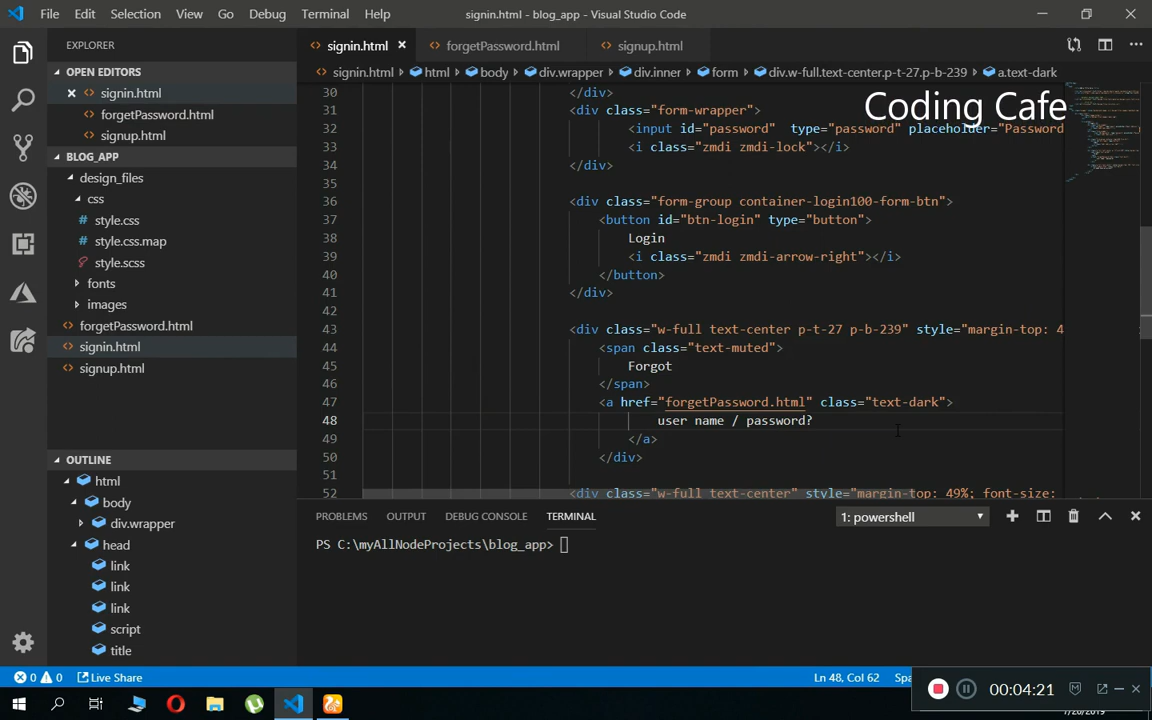 File Edit Selection View Go Debug Terminal Help signin.html - blog_app - Visual Studio Code
EXPLORER
OPEN EDITORS
signin.html
forgetPassword.html
signup.html
BLOG_APP
design_files
css
style.css
style.css.map
style.scss
fonts
images
forgetPassword.html
signin.html
signup.html
OUTLINE
html
body
div.wrapper
head
link
link
link
script
title
signin.html forgetPassword.html signup.html
signin.html html body div.wrapper div.inner form div.w-full.text-center.p-t-27.p-b-239 a.text-dark
Coding Cafe
30 </div>
31 <div class="form-wrapper">
32 <input id="password" type="password" placeholder="Password
33 <i class="zmdi zmdi-lock"></i>
34 </div>
35
36 <div class="form-group container-login100-form-btn">
37 <button id="btn-login" type="button">
38 Login
39 <i class="zmdi zmdi-arrow-right"></i>
40 </button>
41 </div>
42
43 <div class="w-full text-center p-t-27 p-b-239" style="margin-top: 4
44 <span class="text-muted">
45 Forgot
46 </span>
47 <a href="forgetPassword.html" class="text-dark">
48 user name / password?
49 </a>
50 </div>
51
52 <div class="w-full text-center" style="margin-top: 49%; font-size:
PROBLEMS OUTPUT DEBUG CONSOLE TERMINAL 1: powershell
PS C:\myAllNodeProjects\blog_app>
0 0 Live Share Ln 48, Col 62
00:04:21